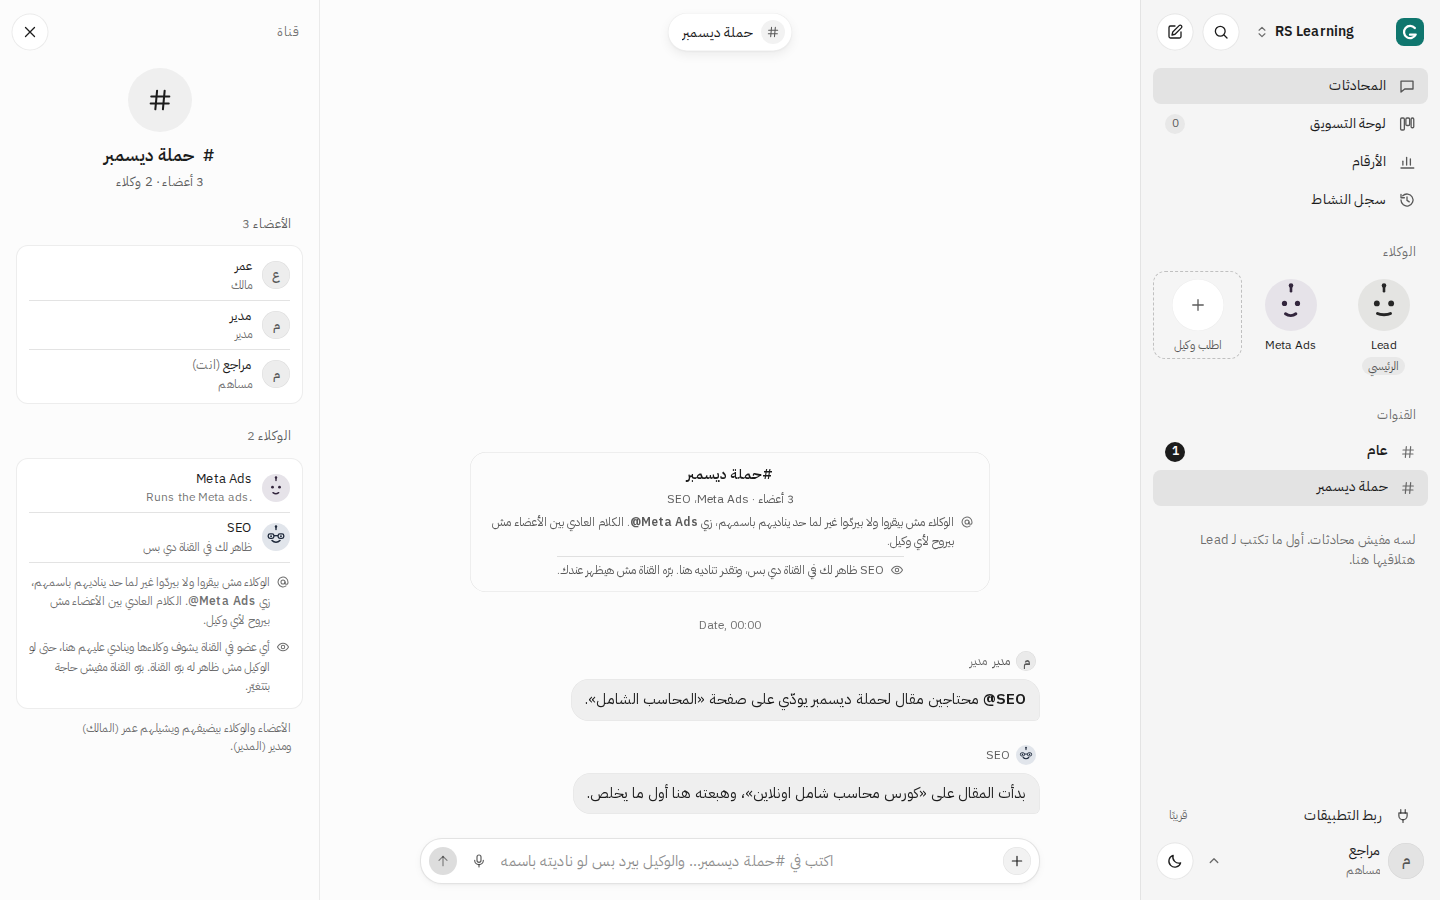 RS Learning
المحادثات
لوحة التسويق
0
الأرقام
سجل النشاط
الوكلاء
Lead
الرئيسي
Meta Ads
اطلب وكيل
القنوات
# عام
1
# حملة ديسمبر
لسه مفيش محادثات. أول ما تكتب لـ Lead
هتلاقيها هنا.
ربط التطبيقات
قريبًا
م
مراجع
مساهم
# حملة ديسمبر
#حملة ديسمبر
3 أعضاء · SEO ،Meta Ads
الوكلاء مش بيقروا ولا بيردّوا غير لما حد يناديهم باسمهم، زي @Meta Ads. الكلام العادي بين الأعضاء مش
بيروح لأي وكيل.
SEO ظاهر لك في القناة دي بس، وتقدر تناديه هنا. برّه القناة مش هيظهر عندك.
Date, 00:00
م مدير مدير
@SEO محتاجين مقال لحملة ديسمبر يودّي على صفحة «المحاسب الشامل».
SEO
بدأت المقال على «كورس محاسب شامل اونلاين»، وهبعته هنا أول ما يخلص.
اكتب في #حملة ديسمبر... والوكيل بيرد بس لو ناديته باسمه
قناة
#
# حملة ديسمبر
3 أعضاء · 2 وكلاء
الأعضاء 3
ع
عمر
مالك
م
مدير
مدير
م
مراجع (انت)
مساهم
الوكلاء 2
Meta Ads
Runs the Meta ads.
SEO
ظاهر لك في القناة دي بس
الوكلاء مش بيقروا ولا بيردّوا غير لما حد يناديهم باسمهم،
زي @Meta Ads. الكلام العادي بين الأعضاء مش
بيروح لأي وكيل.
أي عضو في القناة يشوف وكلاءها وينادي عليهم هنا، حتى لو
الوكيل مش ظاهر له برّه القناة. برّه القناة مفيش حاجة
بتتغيّر.
الأعضاء والوكلاء بيضيفهم ويشيلهم عمر (المالك)
ومدير (المدير).